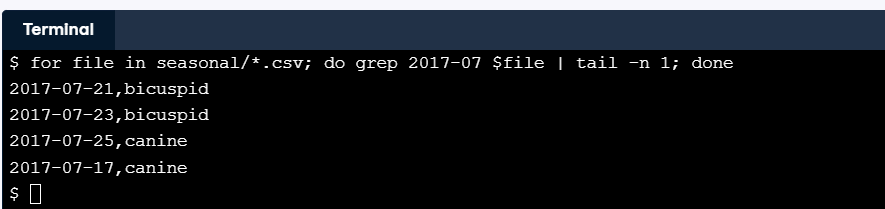 Terminal
$ for file in seasonal/*.csv; do grep 2017-07 $file | tail -n 1; done
2017-07-21,bicuspid
2017-07-23,bicuspid
2017-07-25,canine
2017-07-17,canine
$